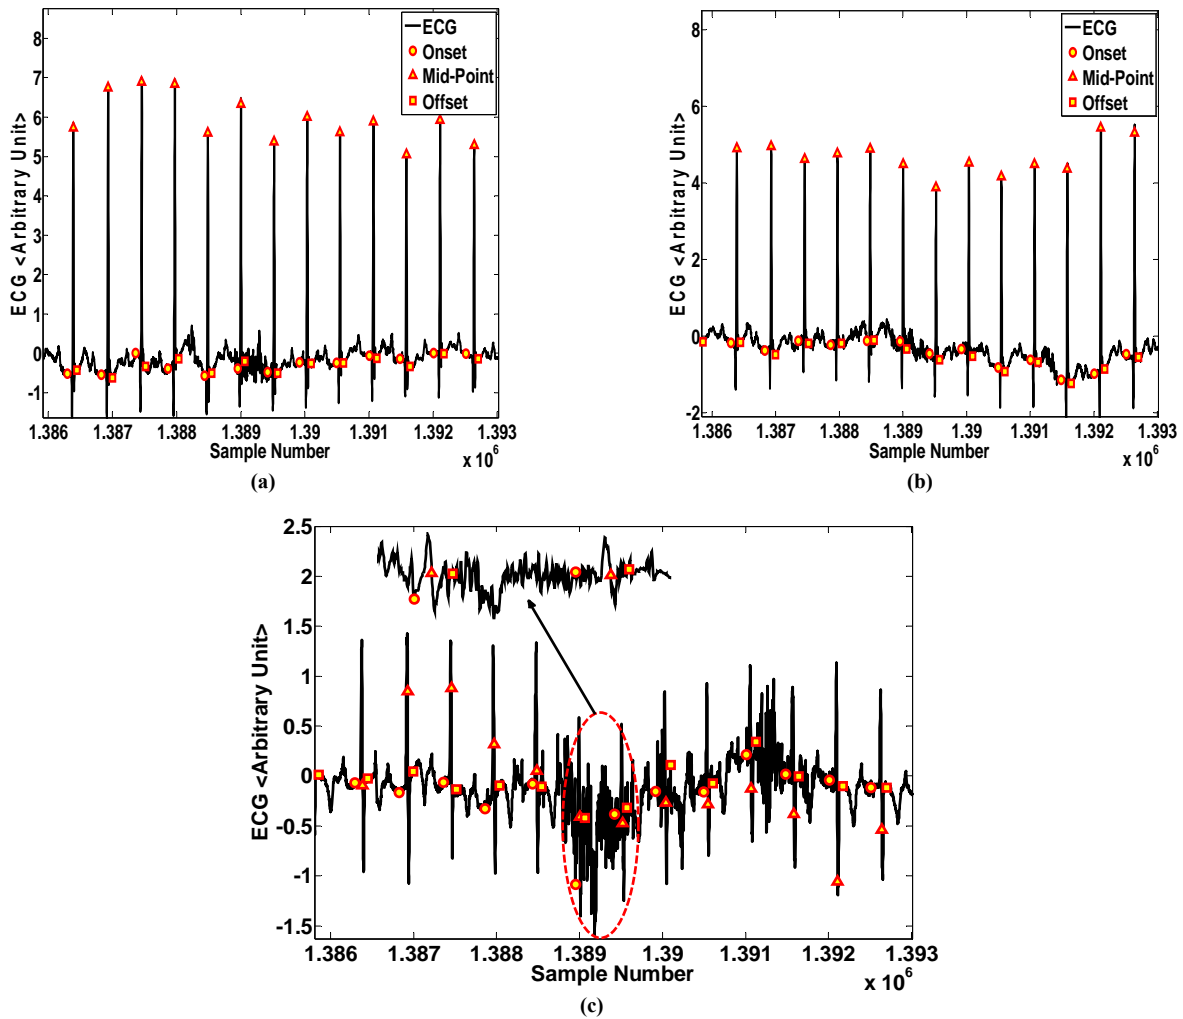 8
7
6
5
4
3
2
1
0
-1
ECG <Arbitrary Unit>
ECG
Onset
Mid-Point
Offset
1.386 1.387 1.388 1.389 1.39 1.391 1.392 1.393
Sample Number
x 10^6
(a)
8
6
4
2
0
-2
ECG <Arbitrary Unit>
ECG
Onset
Mid-Point
Offset
1.386 1.387 1.388 1.389 1.39 1.391 1.392 1.393
Sample Number
x 10^6
(b)
2.5
2
1.5
1
0.5
0
-0.5
-1
-1.5
ECG <Arbitrary Unit>
1.386 1.387 1.388 1.389 1.39 1.391 1.392 1.393
Sample Number
x 10^6
(c)